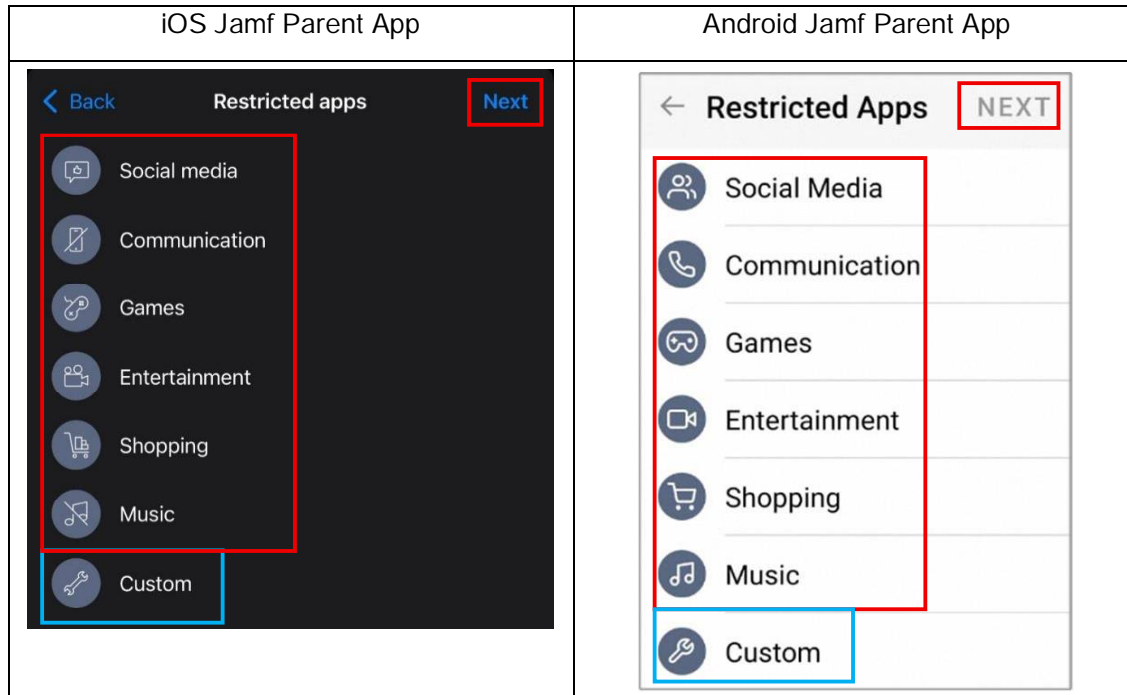 iOS Jamf Parent App
Android Jamf Parent App
Back
Restricted apps
Next
Social media
Communication
Games
Entertainment
Shopping
Music
Custom
Restricted Apps
NEXT
Social Media
Communication
Games
Entertainment
Shopping
Music
Custom